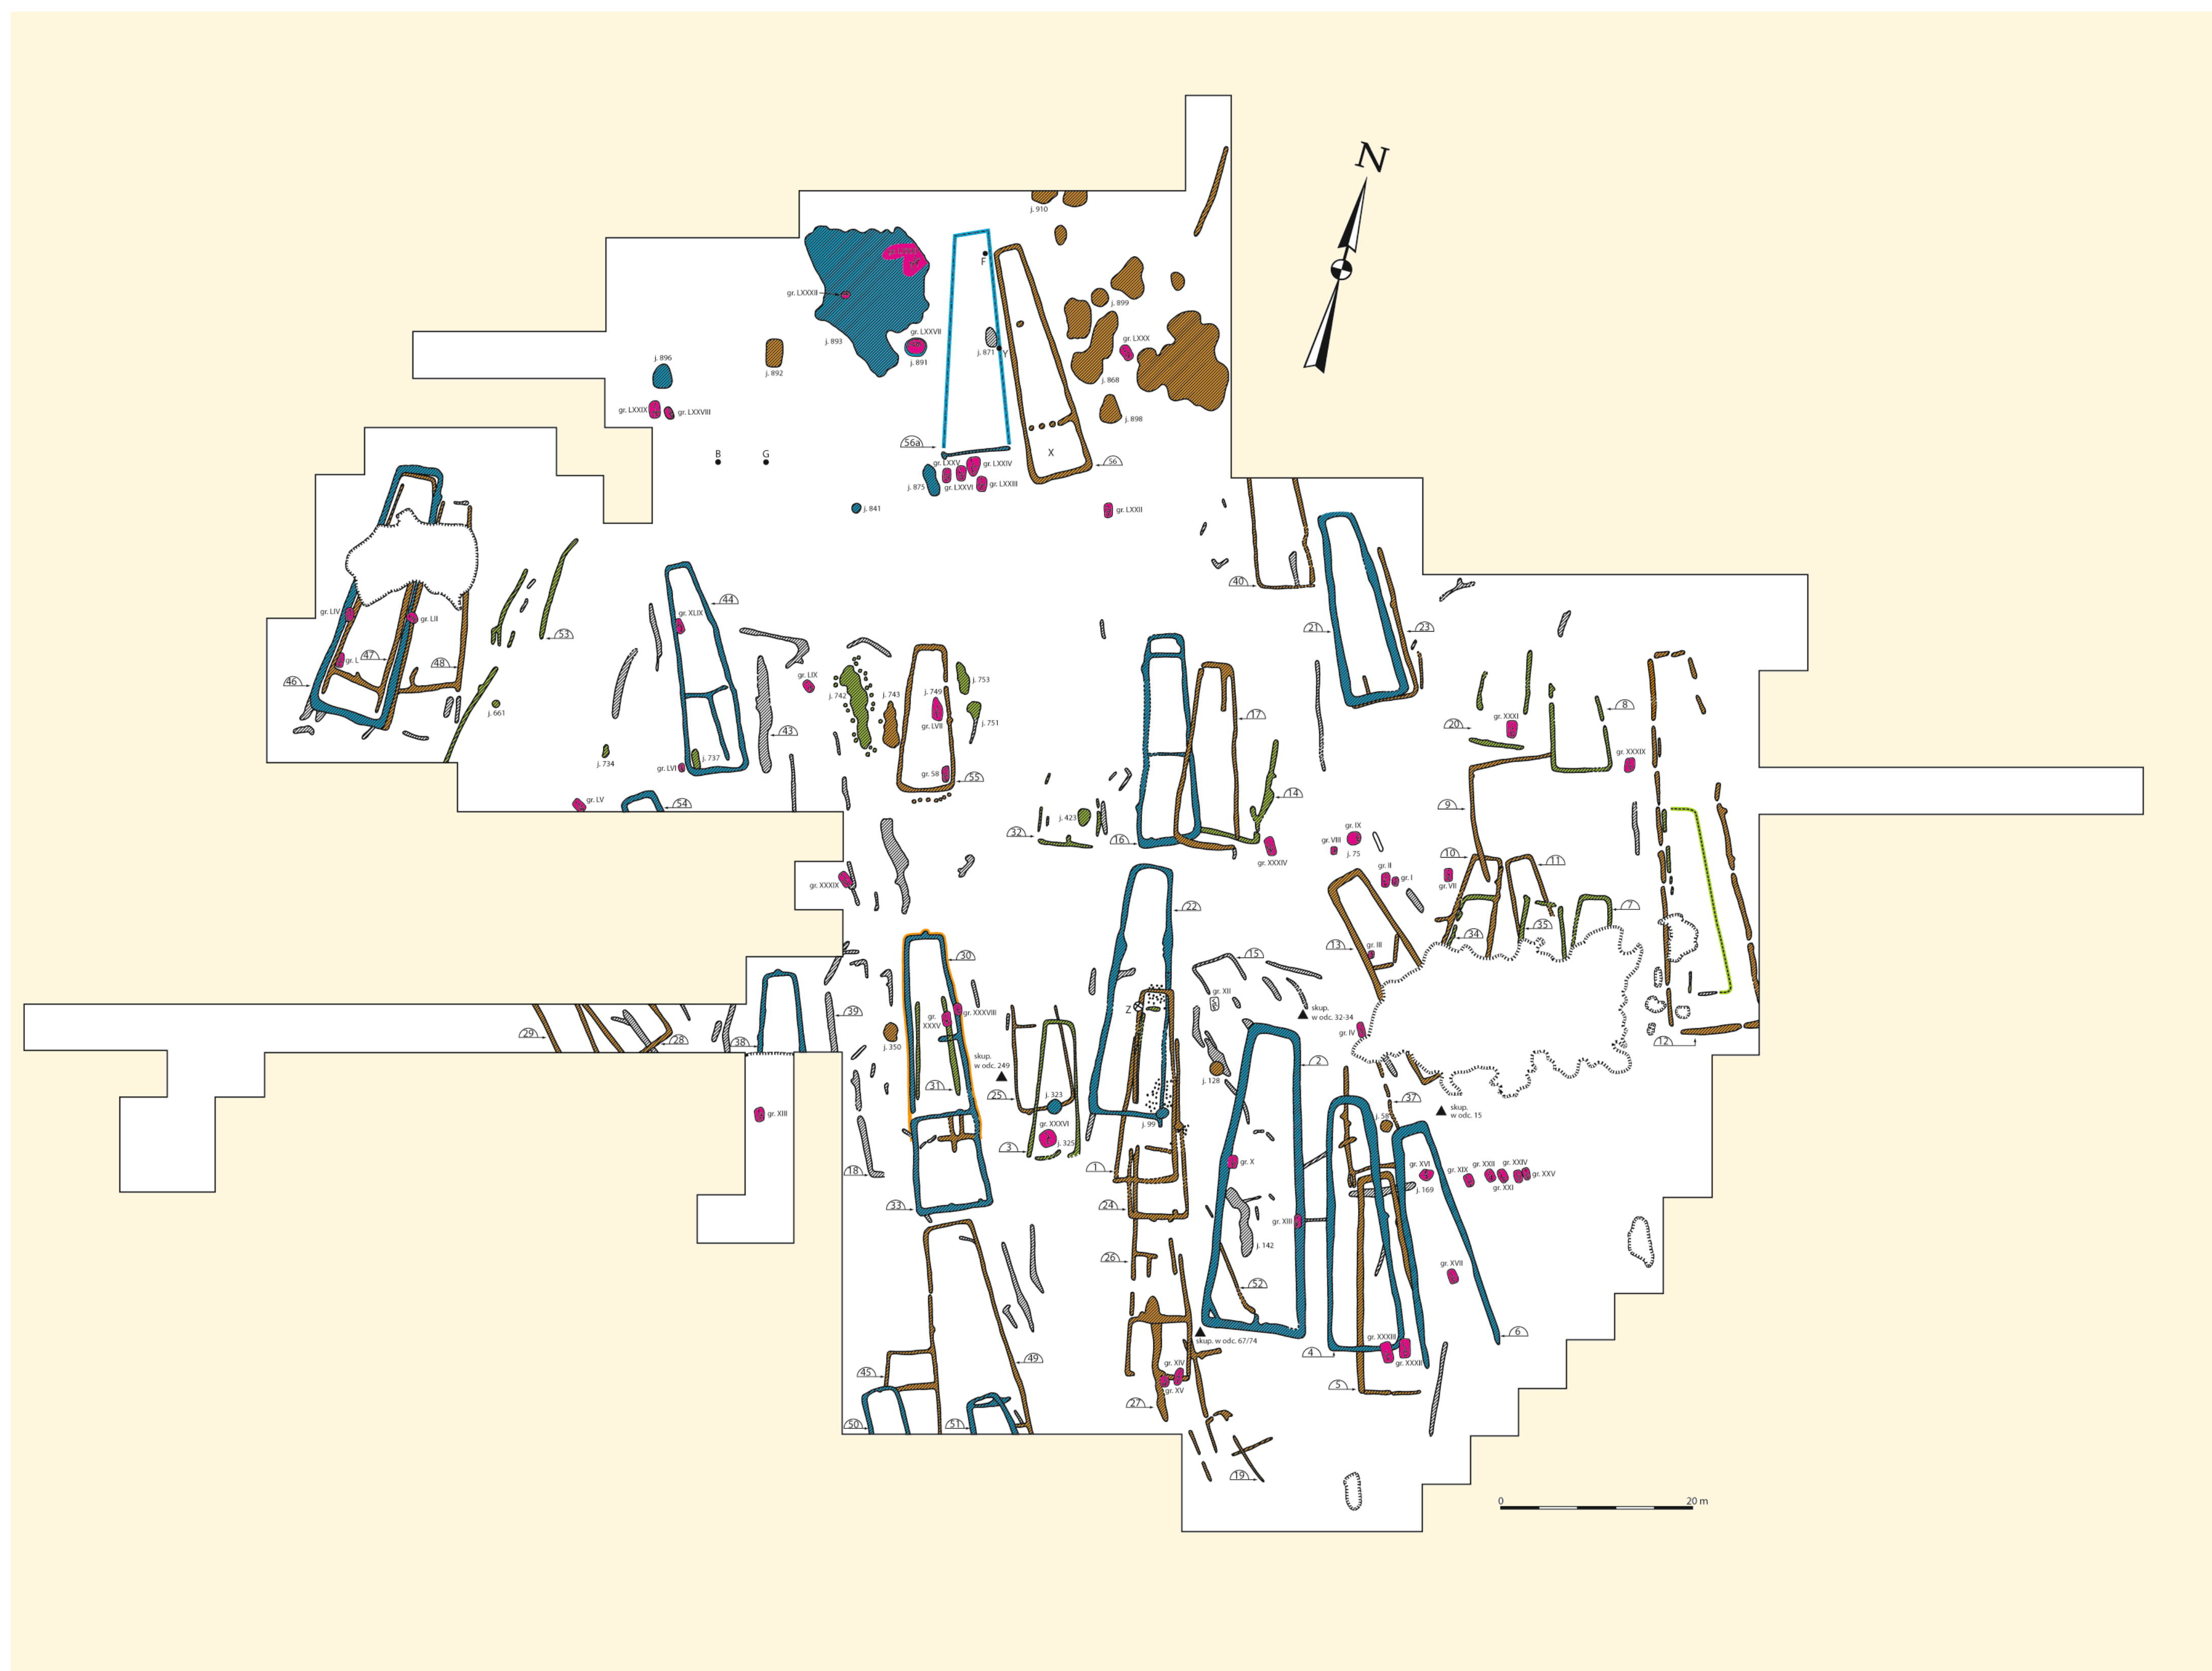 N
j. 910
gr. LXXXII
j. 893
gr. LXXVII
j. 891
F
j. 871
Y
j. 899
gr. LXXX
j. 868
j. 898
j. 896
j. 892
gr. LXXIX
gr. LXXVIII
B
G
56a
X
56
gr. LXXV
gr. LXXIV
j. 875
gr. LXXVI
gr. LXXIII
j. 841
gr. LXXII
40
21
23
gr. LIV
gr. LII
53
gr. L
47
48
46
j. 661
44
gr. XLIX
gr. LIX
43
j. 734
gr. LVI
j. 737
gr. LV
54
j. 742
j. 743
j. 749
j. 753
gr. LVII
j. 751
gr. 58
55
17
14
j. 423
32
16
gr. XXXIV
8
20
gr. XXXI
gr. XXXIX
9
gr. IX
gr. VIII
j. 75
gr. II
gr. I
gr. VII
10
11
7
34
35
13
gr. III
gr. XXXIX
22
30
15
gr. XII
skup.
w odc. 32-34
gr. IV
12
29
28
38
39
j. 350
gr.
XXXV
gr. XXXVIII
skup.
w odc. 249
31
25
j. 323
Z
j. 128
2
37
skup.
w odc. 15
j. 58
gr. XIII
gr. XXXVI
j. 325
3
j. 99
18
1
33
24
gr. X
gr. XVI
j. 169
gr. XIX
gr. XXII
gr. XXIV
gr. XXI
gr. XXV
gr. XIII
j. 142
26
52
gr. XVII
skup. w odc. 67/74
gr. XXXIII
gr. XXXII
6
4
5
45
49
gr. XIV
gr. XV
27
50
51
19
0
20 m